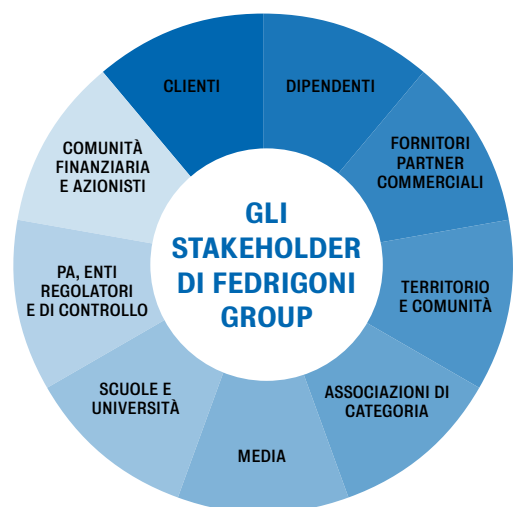 CLIENTI
DIPENDENTI
FORNITORI
PARTNER
COMMERCIALI
TERRITORIO
E COMUNITÀ
ASSOCIAZIONI DI
CATEGORIA
MEDIA
SCUOLE E
UNIVERSITÀ
PA, ENTI
REGOLATORI
E DI CONTROLLO
COMUNITÀ
FINANZIARIA
E AZIONISTI
GLI
STAKEHOLDER
DI FEDRIGONI
GROUP